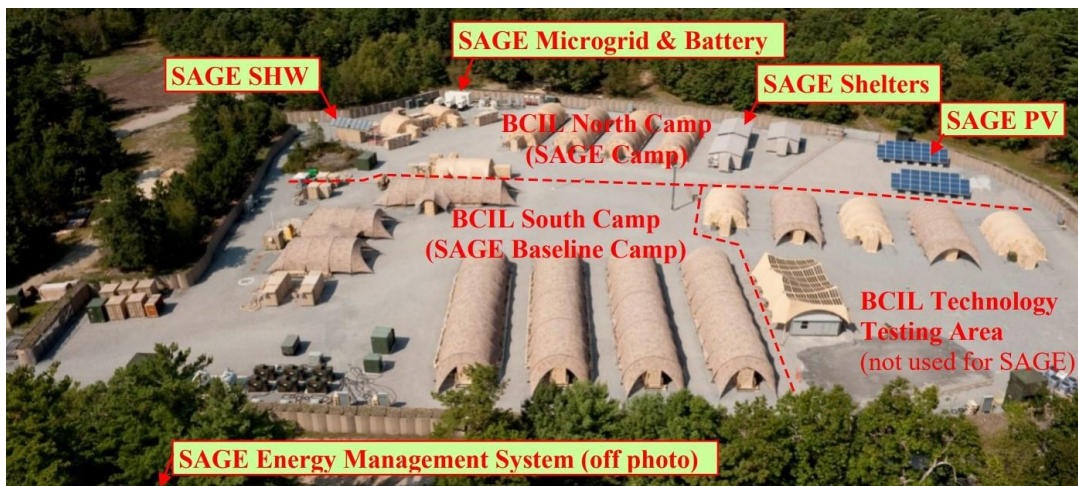 SAGE Microgrid & Battery
SAGE SHW
SAGE Shelters
SAGE PV
BCIL North Camp
(SAGE Camp)
BCIL South Camp
(SAGE Baseline Camp)
BCIL Technology
Testing Area
(not used for SAGE)
SAGE Energy Management System (off photo)